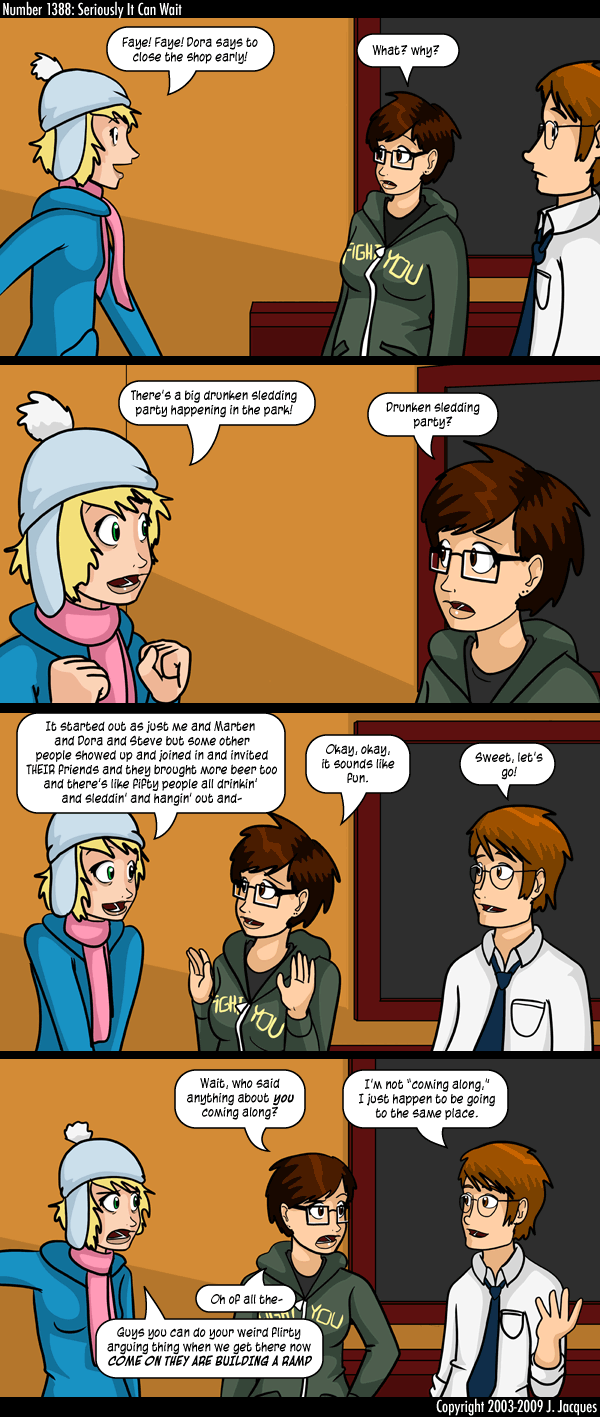 Number 1388: Seriously It Can Wait
Faye! Faye! Dora says to
close the shop early!
What? why?
FIGHT YOU
There's a big drunken sledding
party happening in the park!
Drunken sledding
party?
It started out as just me and Marten
and Dora and Steve but some other
people showed up and joined in and invited
THEIR friends and they brought more beer too
and there's like fifty people all drinkin'
and sleddin' and hangin' out and-
Okay, okay,
it sounds like
fun.
Sweet, let's
go!
FIGHT YOU
Wait, who said
anything about you
coming along?
I'm not "coming along,"
I just happen to be going
to the same place.
Oh of all the-
YOU
Guys you can do your weird flirty
arguing thing when we get there now
COME ON THEY ARE BUILDING A RAMP
Copyright 2003-2009 J. Jacques